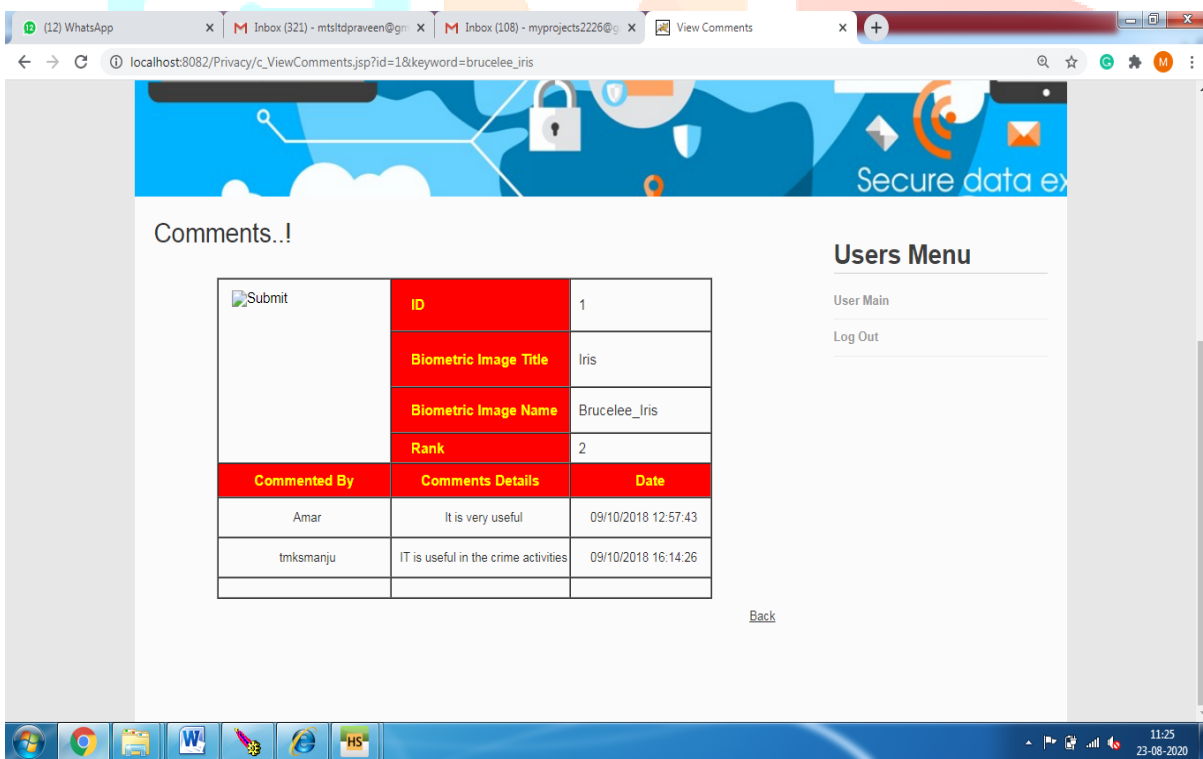 12 (12) WhatsApp
Inbox (321) - mtsltdpraveen@gm
Inbox (108) - myprojects2226@g
View Comments
localhost:8082/Privacy/c_ViewComments.jsp?id=1&keyword=brucelee_iris
M
Secure data ex
Comments..!
Users Menu
User Main
Log Out
Submit
ID 1
Biometric Image Title Iris
Biometric Image Name Brucelee_Iris
Rank 2
Commented By Comments Details Date
Amar It is very useful 09/10/2018 12:57:43
tmksmanju IT is useful in the crime activities 09/10/2018 16:14:26
Back
HS
11:25
23-08-2020